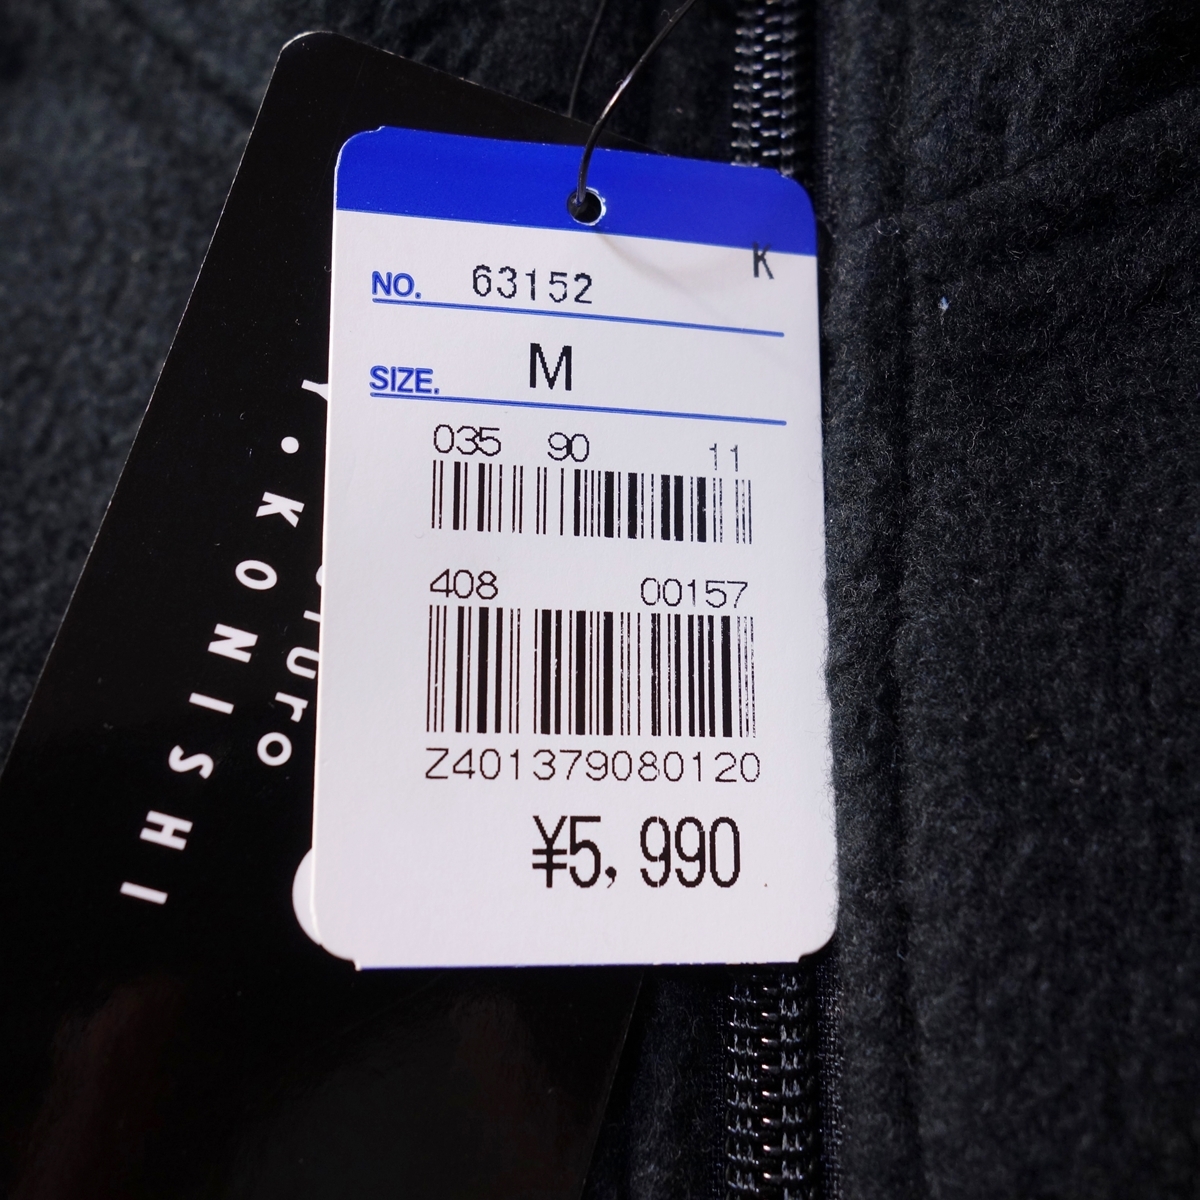 K
NO. 63152
SIZE. M
035 90 11
408 00157
Z401379080120
¥5,990
Y・KONISHI